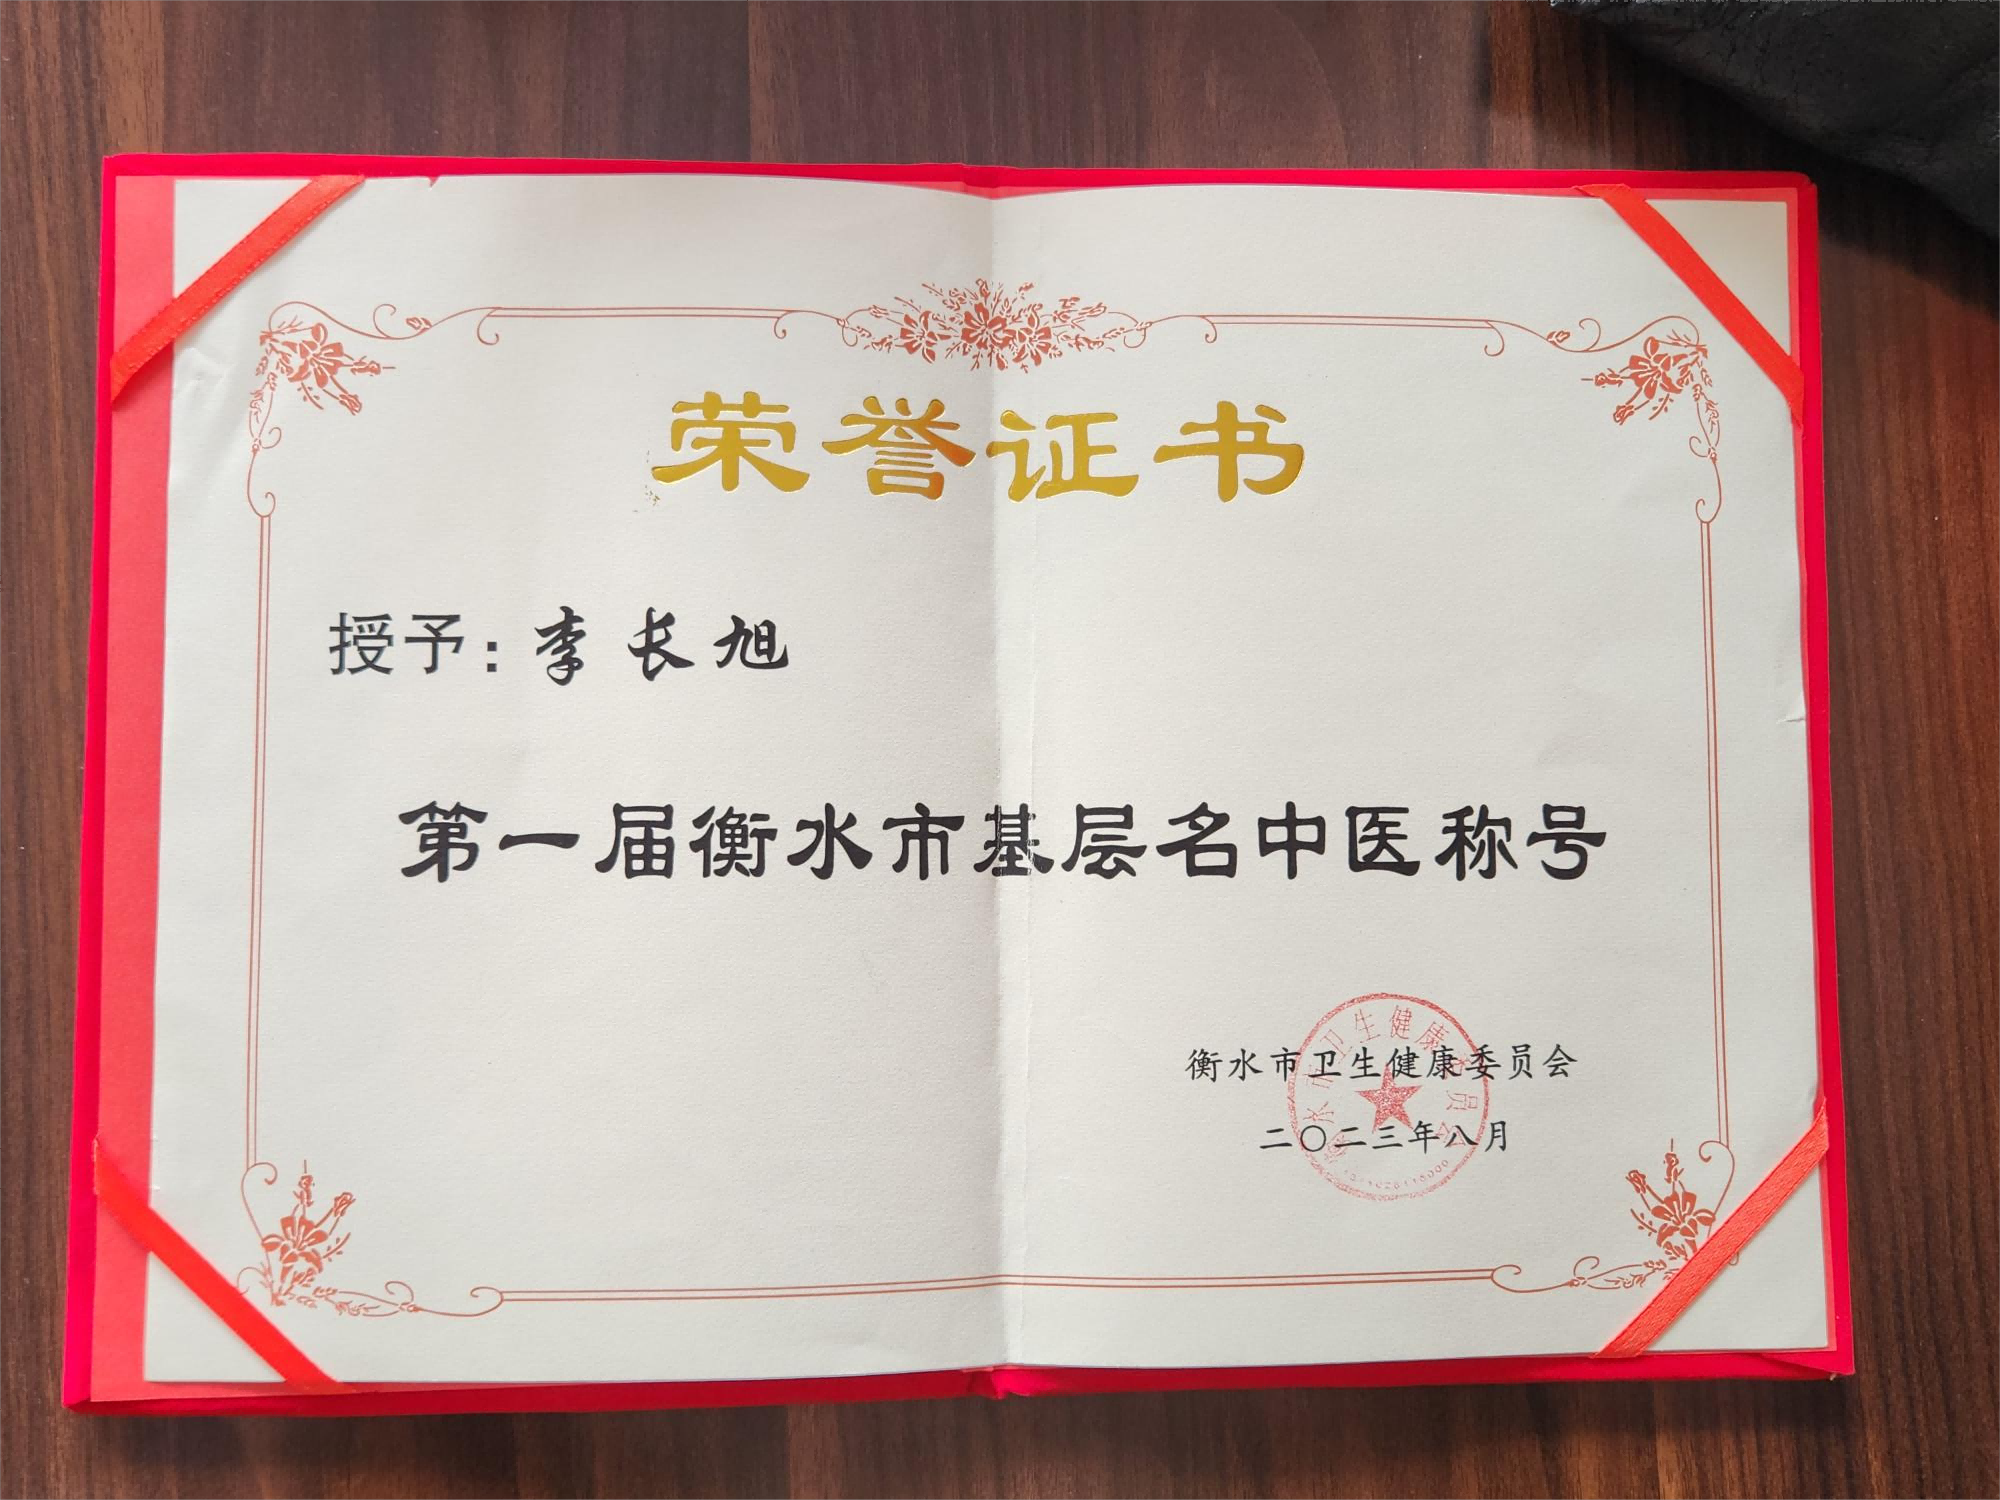 荣誉证书
授予：李长旭
第一届衡水市基层名中医称号
衡水市卫生健康委员会
二〇二三年八月